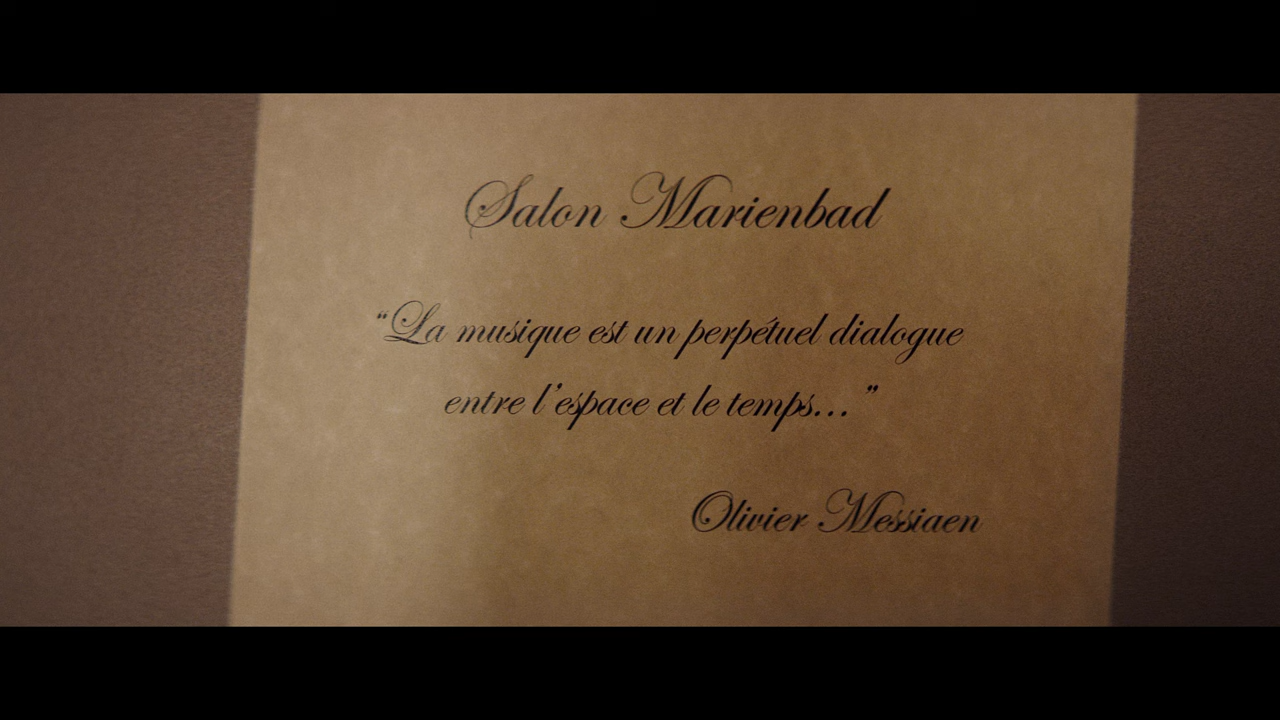 Salon Marienbad
“La musique est un perpétuel dialogue
entre l’espace et le temps... ”
Olivier Messiaen